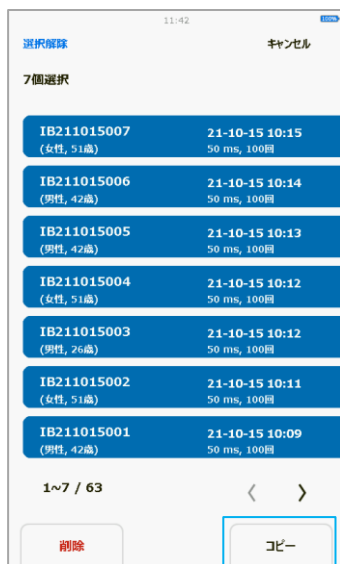 11:42
100%
選択解除 キャンセル
7個選択
IB211015007 21-10-15 10:15
(女性, 51歳) 50 ms, 100回
IB211015006 21-10-15 10:14
(男性, 42歳) 50 ms, 100回
IB211015005 21-10-15 10:13
(男性, 42歳) 50 ms, 100回
IB211015004 21-10-15 10:12
(女性, 51歳) 50 ms, 100回
IB211015003 21-10-15 10:12
(男性, 26歳) 50 ms, 100回
IB211015002 21-10-15 10:11
(女性, 51歳) 50 ms, 100回
IB211015001 21-10-15 10:09
(男性, 42歳) 50 ms, 100回
1~7 / 63
削除 コピー